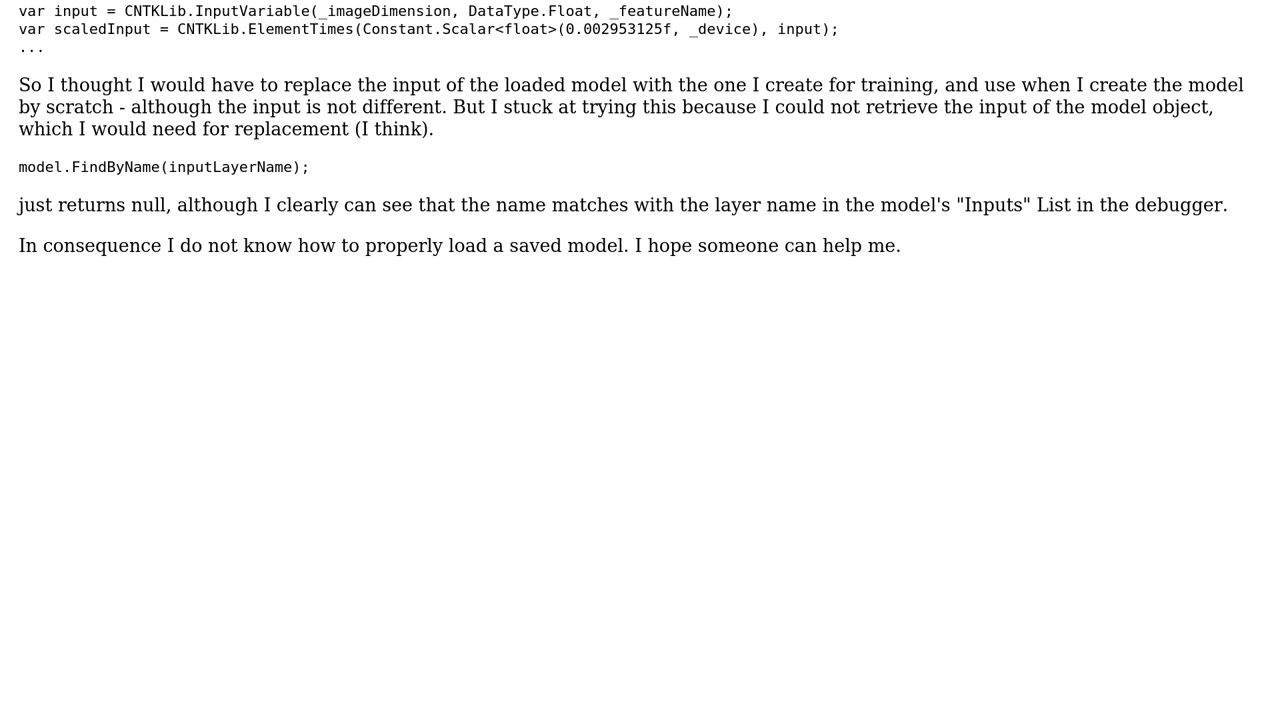 var input = CNTKLib.InputVariable(_imageDimension, DataType.Float, _featureName);
var scaledInput = CNTKLib.ElementTimes(Constant.Scalar<float>(0.002953125f, _device), input);
...
So I thought I would have to replace the input of the loaded model with the one I create for training, and use when I create the model
by scratch - although the input is not different. But I stuck at trying this because I could not retrieve the input of the model object,
which I would need for replacement (I think).
model.FindByName(inputLayerName);
just returns null, although I clearly can see that the name matches with the layer name in the model's "Inputs" List in the debugger.
In consequence I do not know how to properly load a saved model. I hope someone can help me.